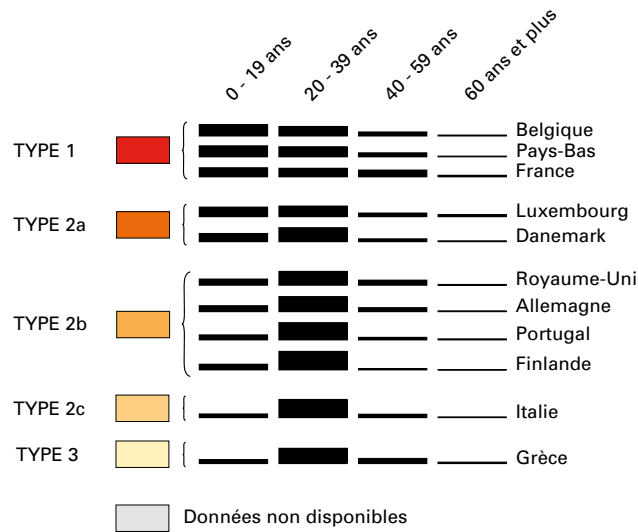 0 - 19 ans
20 - 39 ans
40 - 59 ans
60 ans et plus
TYPE 1
Belgique
Pays-Bas
France
TYPE 2a
Luxembourg
Danemark
TYPE 2b
Royaume-Uni
Allemagne
Portugal
Finlande
TYPE 2c
Italie
TYPE 3
Grèce
Données non disponibles